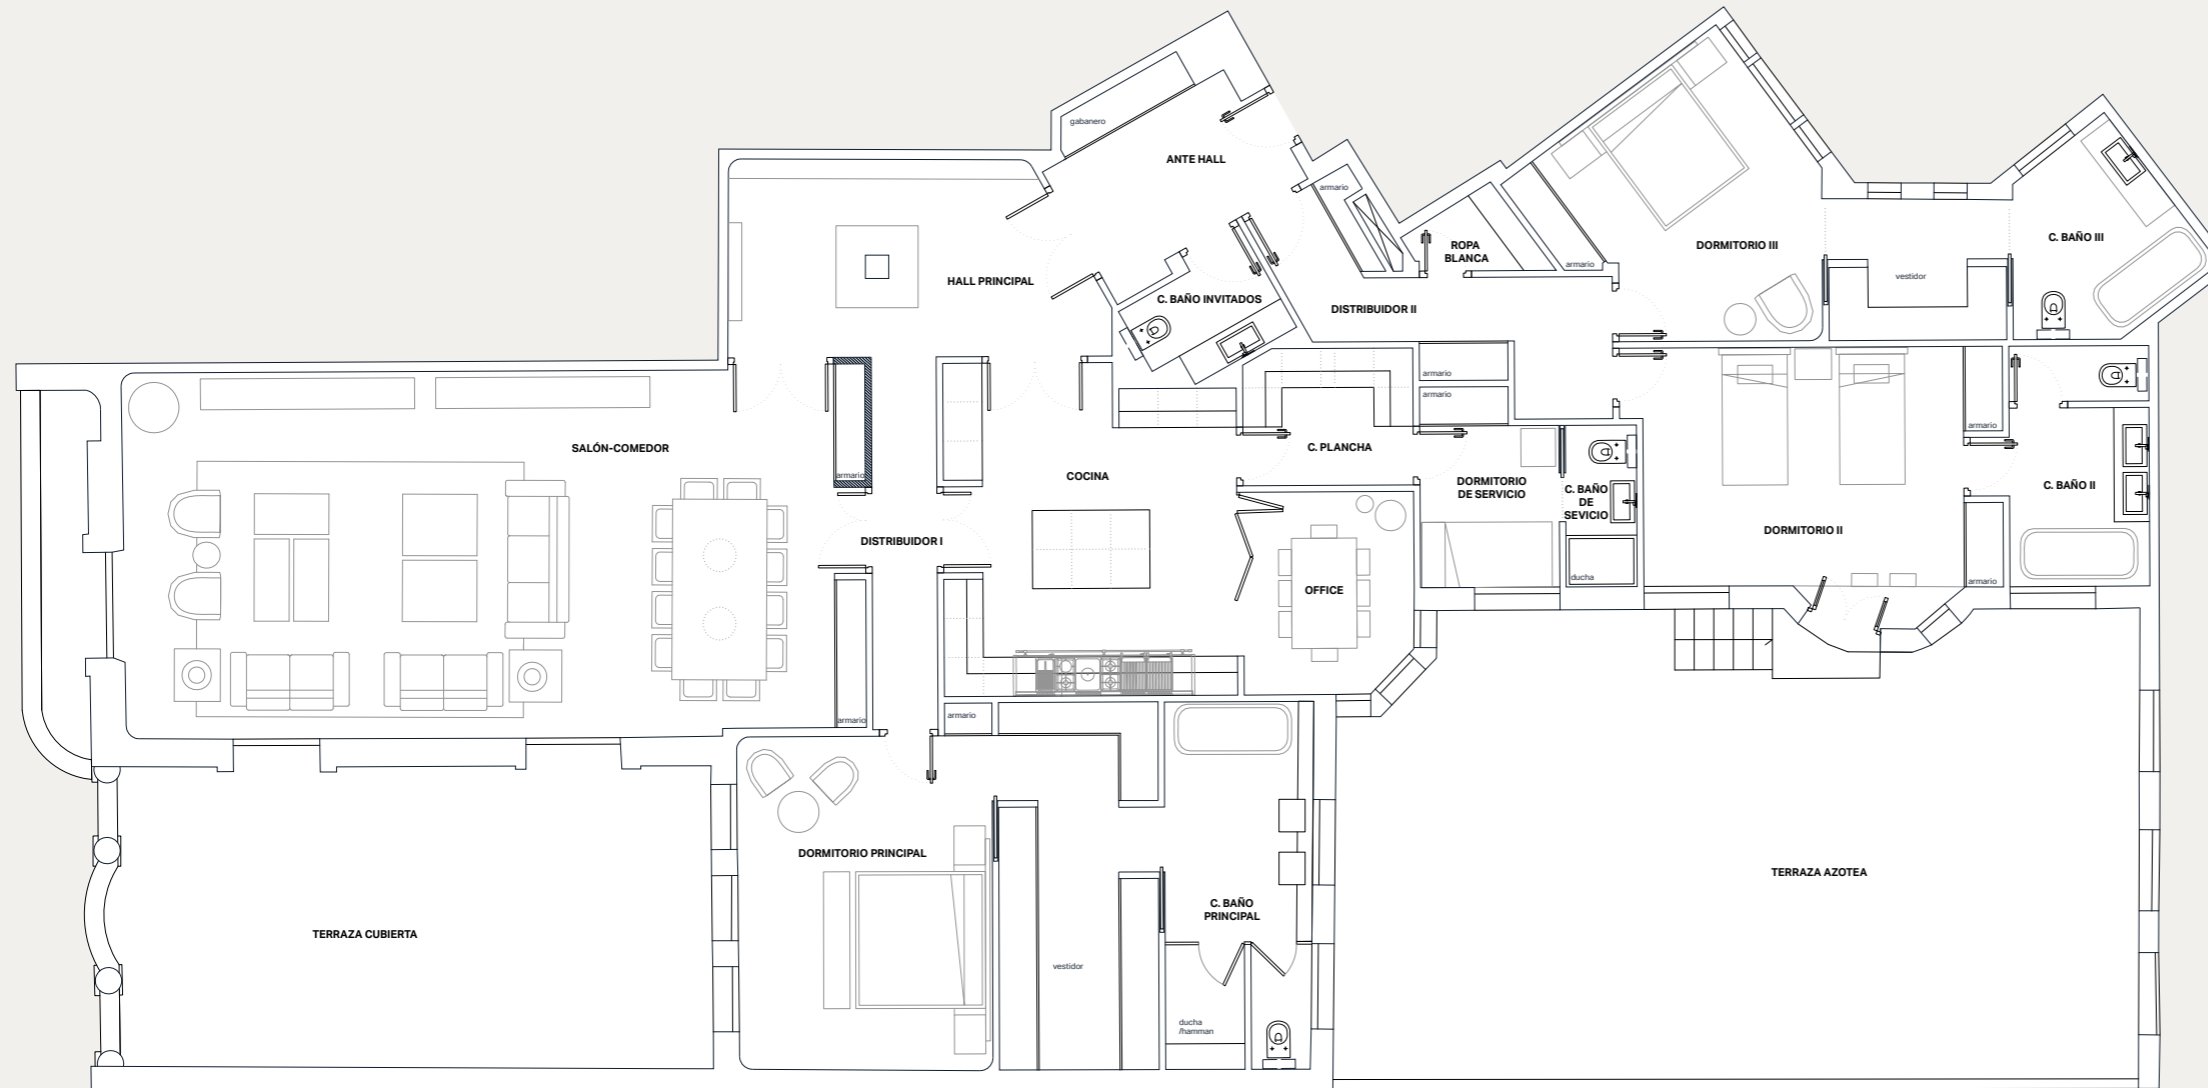 gabanero
ANTE HALL
armario
ROPA
BLANCA
armario
DORMITORIO III
C. BAÑO III
vestidor
HALL PRINCIPAL
C. BAÑO INVITADOS
DISTRIBUIDOR II
armario
armario
SALÓN-COMEDOR
armario
COCINA
C. PLANCHA
DORMITORIO
DE SERVICIO
C. BAÑO
DE
SEVICIO
armario
C. BAÑO II
DORMITORIO II
DISTRIBUIDOR I
OFFICE
ducha
armario
armario
armario
DORMITORIO PRINCIPAL
TERRAZA AZOTEA
C. BAÑO
PRINCIPAL
TERRAZA CUBIERTA
vestidor
ducha
/hamman